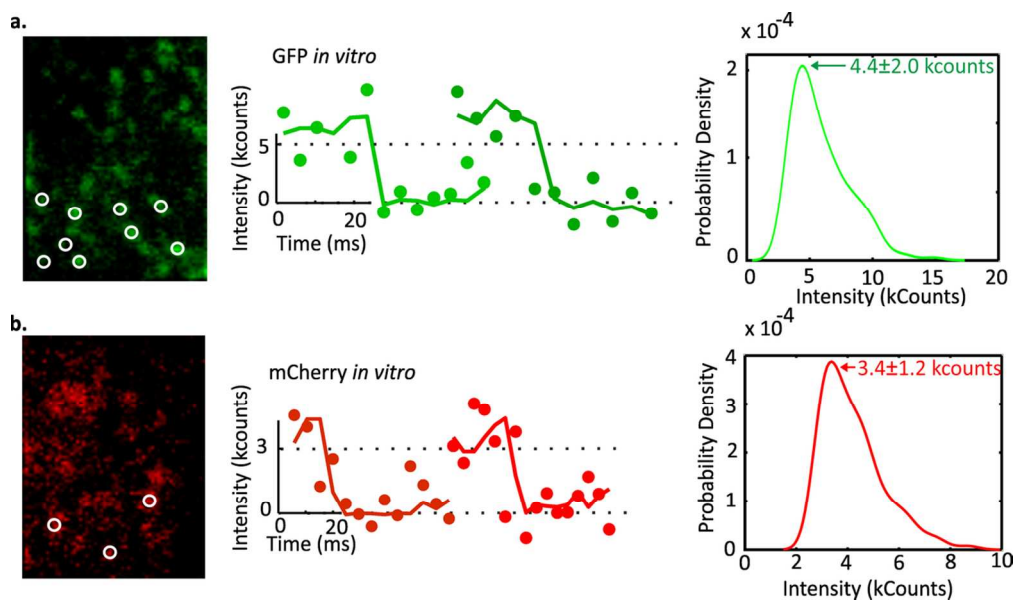 a.
GFP in vitro
Intensity (kcounts)
5
0
0 20
Time (ms)
x 10-4
4.4±2.0 kcounts
Probability Density
2
1
0
0 5 10 15 20
Intensity (kCounts)
b.
mCherry in vitro
Intensity (kcounts)
3
0
0 10 20
Time (ms)
x 10-4
3.4±1.2 kcounts
Probability Density
4
3
2
1
0
0 2 4 6 8 10
Intensity (kCounts)